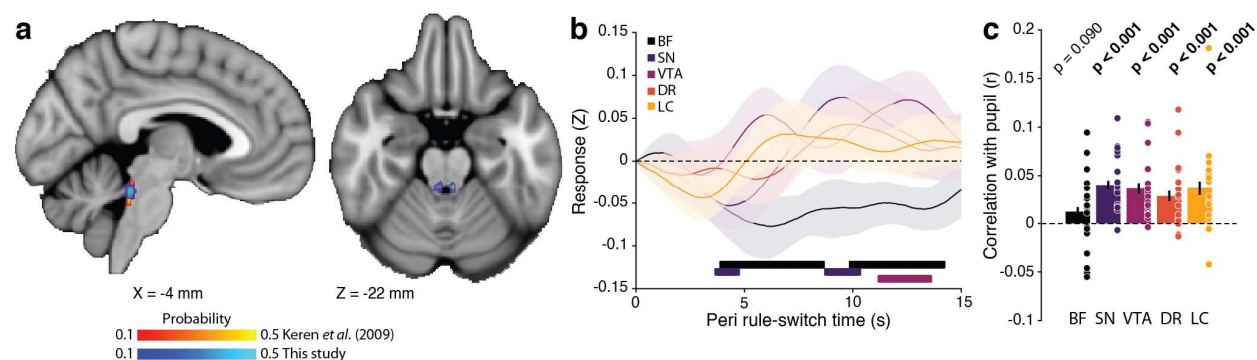 a
X = -4 mm
Z = -22 mm
Probability
0.1 0.5 Keren et al. (2009)
0.1 0.5 This study
b
Response (Z)
0.15
0.1
0.05
0
-0.05
-0.1
-0.15
BF
SN
VTA
DR
LC
0 5 10 15
Peri rule-switch time (s)
c
Correlation with pupil (r)
0.2
0.15
0.1
0.05
0
-0.05
-0.1
p = 0.090
p < 0.001
p < 0.001
p < 0.001
p < 0.001
BF SN VTA DR LC